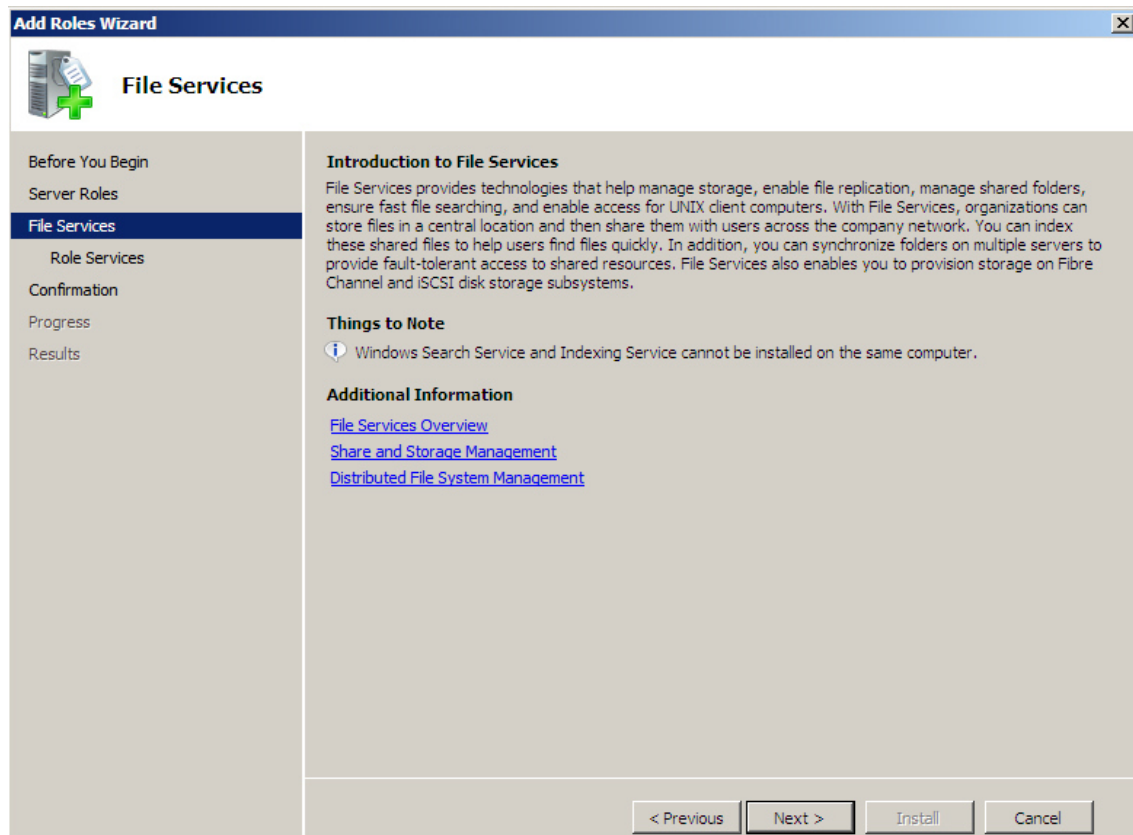 Add Roles Wizard
File Services
Before You Begin
Server Roles
File Services
Role Services
Confirmation
Progress
Results
Introduction to File Services
File Services provides technologies that help manage storage, enable file replication, manage shared folders,
ensure fast file searching, and enable access for UNIX client computers. With File Services, organizations can
store files in a central location and then share them with users across the company network. You can index
these shared files to help users find files quickly. In addition, you can synchronize folders on multiple servers to
provide fault-tolerant access to shared resources. File Services also enables you to provision storage on Fibre
Channel and iSCSI disk storage subsystems.
Things to Note
Windows Search Service and Indexing Service cannot be installed on the same computer.
Additional Information
File Services Overview
Share and Storage Management
Distributed File System Management
< Previous
Next >
Install
Cancel